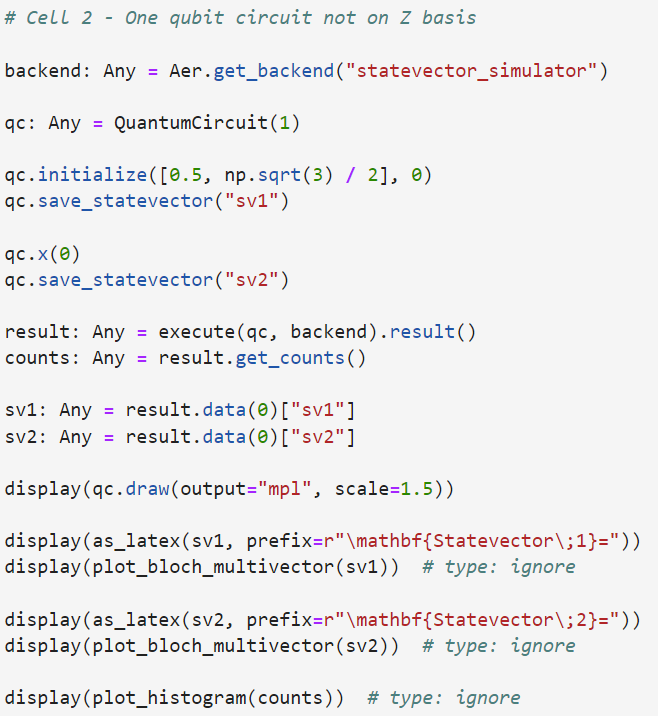 # Cell 2 - One qubit circuit not on Z basis
backend: Any = Aer.get_backend("statevector_simulator")
qc: Any = QuantumCircuit(1)
qc.initialize([0.5, np.sqrt(3) / 2], 0)
qc.save_statevector("sv1")
qc.x(0)
qc.save_statevector("sv2")
result: Any = execute(qc, backend).result()
counts: Any = result.get_counts()
sv1: Any = result.data(0)["sv1"]
sv2: Any = result.data(0)["sv2"]
display(qc.draw(output="mpl", scale=1.5))
display(as_latex(sv1, prefix=r"\mathbf{Statevector\;1}="))
display(plot_bloch_multivector(sv1))  # type: ignore
display(as_latex(sv2, prefix=r"\mathbf{Statevector\;2}="))
display(plot_bloch_multivector(sv2))  # type: ignore
display(plot_histogram(counts))  # type: ignore